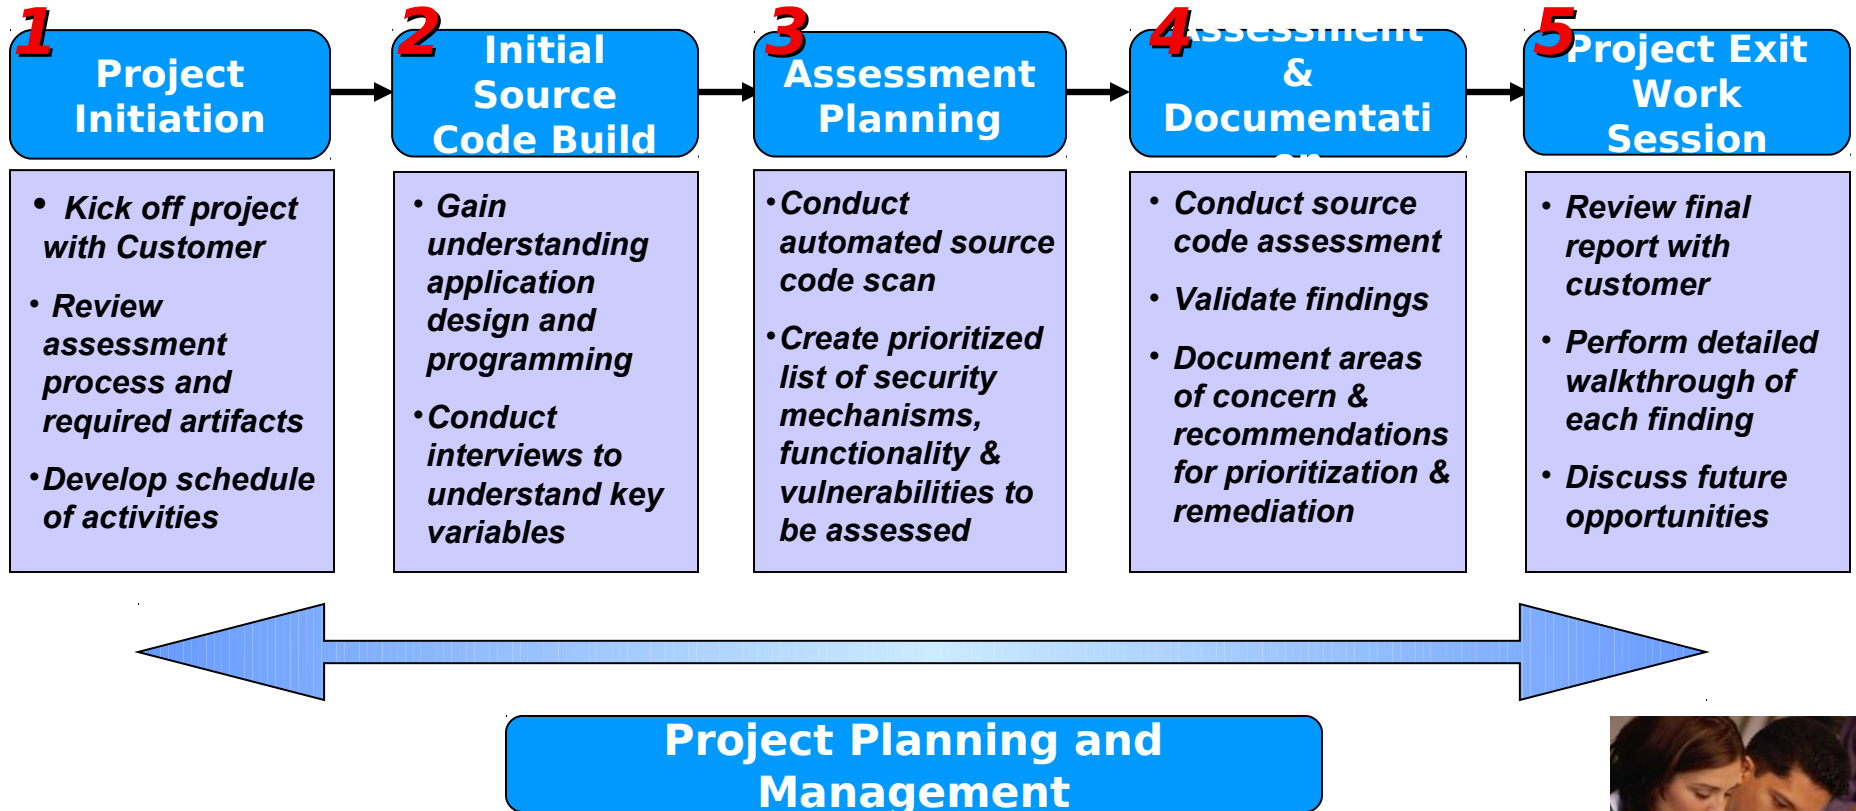 1
Project
Initiation
• Kick off project
with Customer
• Review
assessment
process and
required artifacts
• Develop schedule
of activities
2
Initial
Source
Code Build
• Gain
understanding
application
design and
programming
• Conduct
interviews to
understand key
variables
3
Assessment
Planning
• Conduct
automated source
code scan
• Create prioritized
list of security
mechanisms,
functionality &
vulnerabilities to
be assessed
4
Assessment
&
Documentati
on
• Conduct source
code assessment
• Validate findings
• Document areas
of concern &
recommendations
for prioritization &
remediation
5
Project Exit
Work
Session
• Review final
report with
customer
• Perform detailed
walkthrough of
each finding
• Discuss future
opportunities
Project Planning and
Management